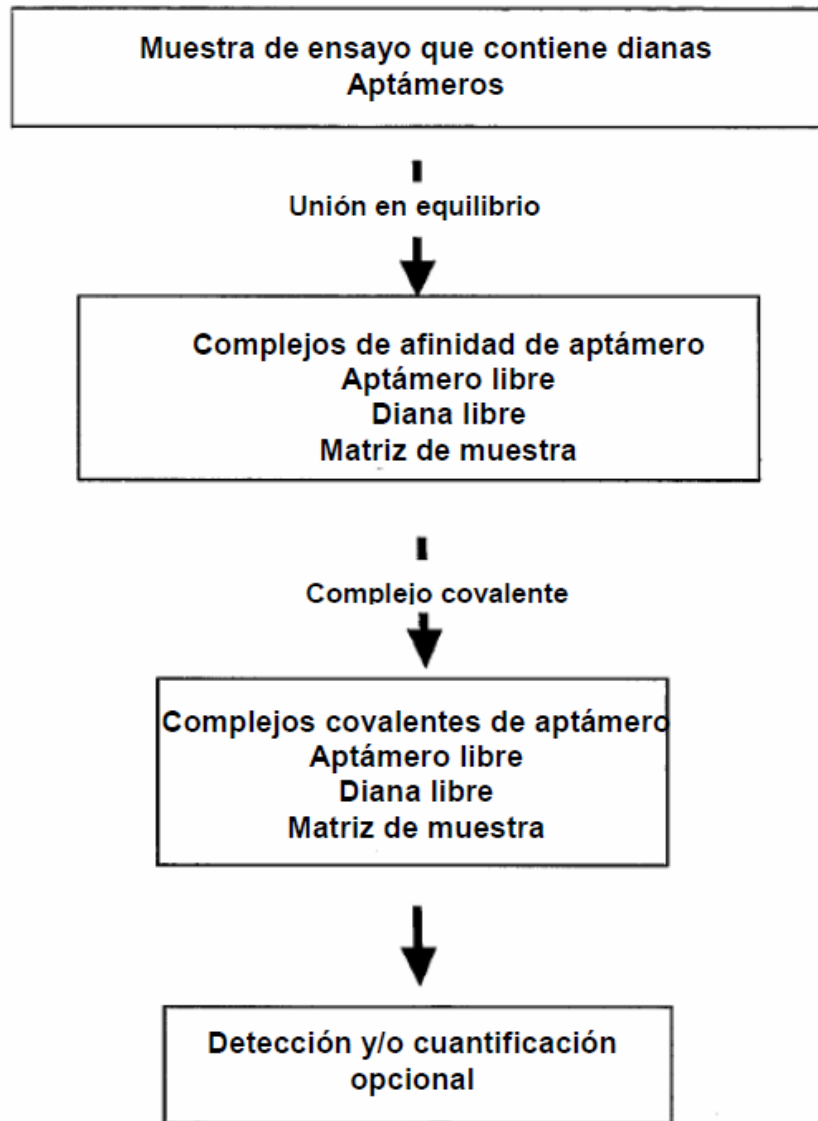 Muestra de ensayo que contiene dianas
Aptámeros
Unión en equilibrio
Complejos de afinidad de aptámero
Aptámero libre
Diana libre
Matriz de muestra
Complejo covalente
Complejos covalentes de aptámero
Aptámero libre
Diana libre
Matriz de muestra
Detección y/o cuantificación
opcional